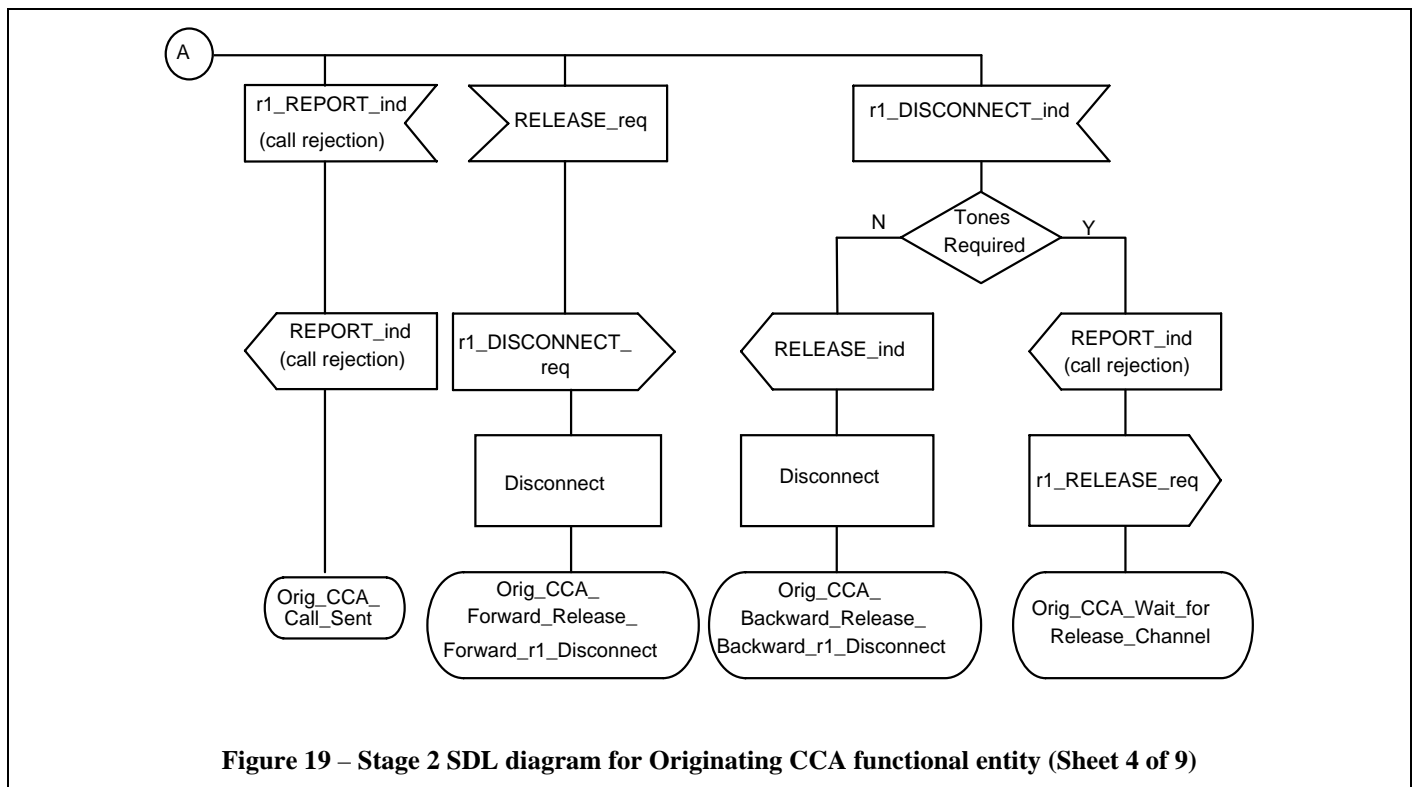 A
r1_REPORT_ind
(call rejection)
RELEASE_req
r1_DISCONNECT_ind
Tones
Required
N
Y
REPORT_ind
(call rejection)
r1_DISCONNECT_
req
RELEASE_ind
REPORT_ind
(call rejection)
Disconnect
Disconnect
r1_RELEASE_req
Orig_CCA_
Call_Sent
Orig_CCA_
Forward_Release_
Forward_r1_Disconnect
Orig_CCA_
Backward_Release_
Backward_r1_Disconnect
Orig_CCA_Wait_for
Release_Channel
Figure 19 – Stage 2 SDL diagram for Originating CCA functional entity (Sheet 4 of 9)